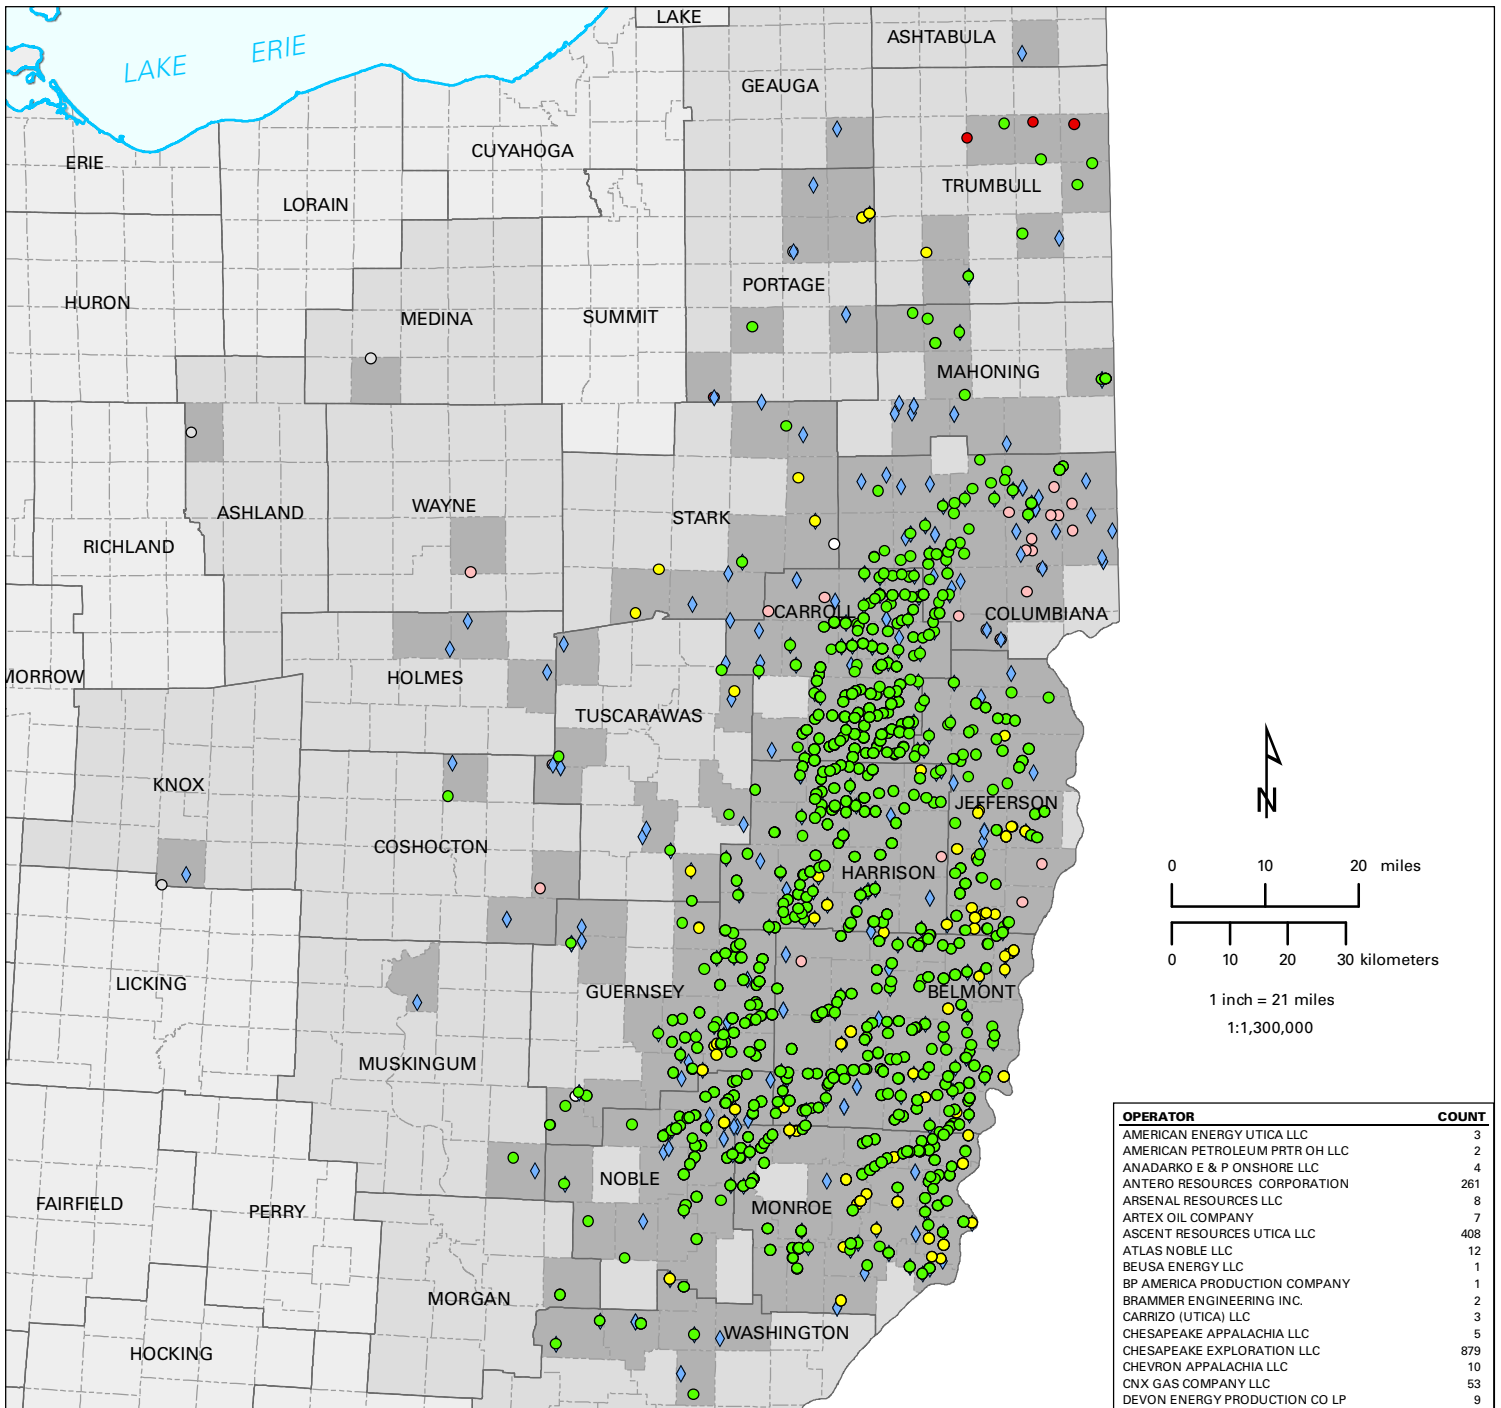 LAKE
ASHTABULA
LAKE ERIE
GEAUGA
CUYAHOGA
ERIE
TRUMBULL
LORAIN
PORTAGE
HURON
MEDINA
SUMMIT
MAHONING
WAYNE
ASHLAND
STARK
RICHLAND
CARROLL
COLUMBIANA
MORROW
HOLMES
TUSCARAWAS
KNOX
JEFFERSON
COSHOCTON
HARRISON
LICKING
GUERNSEY
BELMONT
MUSKINGUM
NOBLE
FAIRFIELD
PERRY
MONROE
MORGAN
WASHINGTON
HOCKING
N
0 10 20 miles
0 10 20 30 kilometers
1 inch = 21 miles
1:1,300,000
OPERATOR COUNT
AMERICAN ENERGY UTICA LLC 3
AMERICAN PETROLEUM PRTR OH LLC 2
ANADARKO E & P ONSHORE LLC 4
ANTERO RESOURCES CORPORATION 261
ARSENAL RESOURCES LLC 8
ARTEX OIL COMPANY 7
ASCENT RESOURCES UTICA LLC 408
ATLAS NOBLE LLC 12
BEUSA ENERGY LLC 1
BP AMERICA PRODUCTION COMPANY 1
BRAMMER ENGINEERING INC. 2
CARRIZO (UTICA) LLC 3
CHESAPEAKE APPALACHIA LLC 5
CHESAPEAKE EXPLORATION LLC 879
CHEVRON APPALACHIA LLC 10
CNX GAS COMPANY LLC 53
DEVON ENERGY PRODUCTION CO LP 9